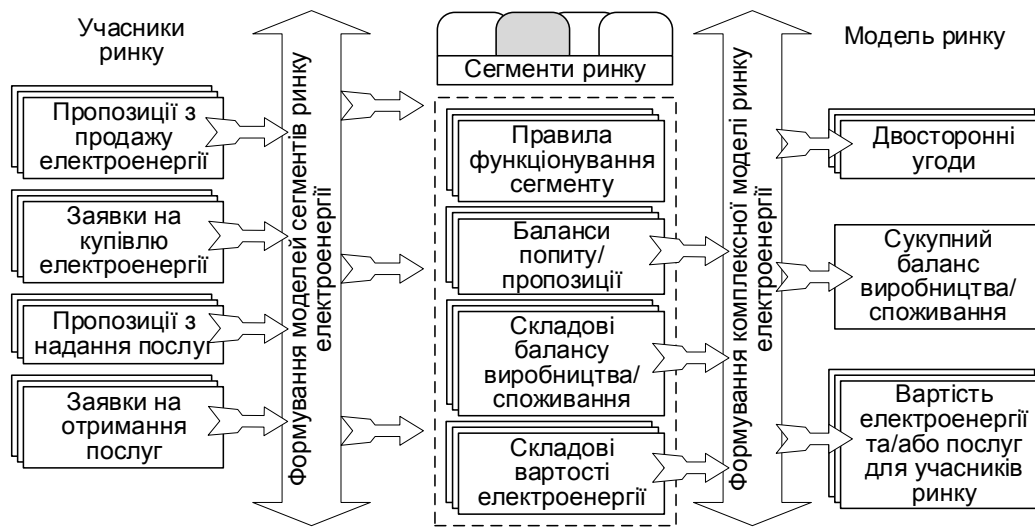 Учасники
ринку
Пропозиції з
продажу
електроенергії
Заявки на
купівлю
електроенергії
Пропозиції з
надання послуг
Заявки на
отримання
послуг
Формування моделей сегментів ринку
електроенергії
Сегменти ринку
Правила
функціонування
сегменту
Баланси
попиту/
пропозиції
Складові
балансу
виробництва/
споживання
Складові
вартості
електроенергії
Формування комплексної моделі ринку
електроенергії
Модель ринку
Двосторонні
угоди
Сукупний
баланс
виробництва/
споживання
Вартість
електроенергії
та/або послуг
для учасників
ринку